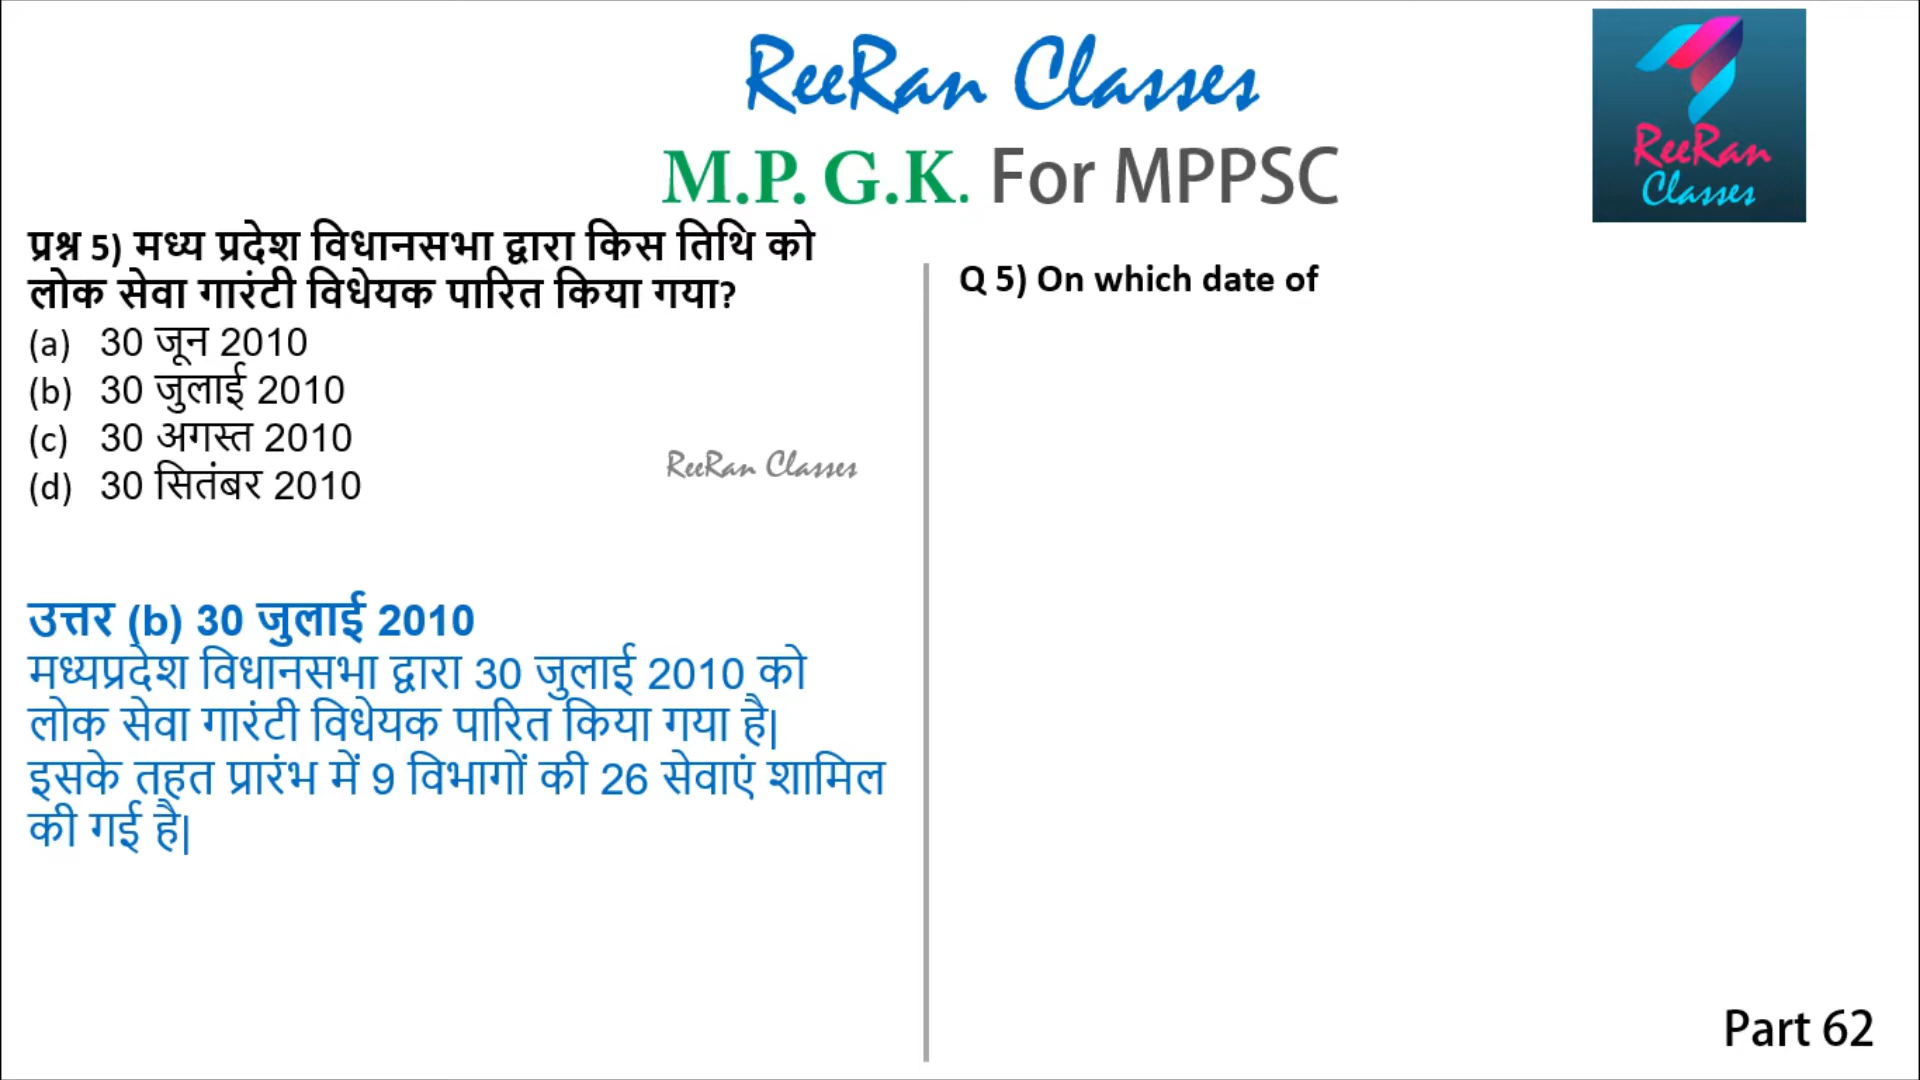 ReeRan Classes
M.P. G.K. For MPPSC
ReeRan
Classes
प्रश्न 5) मध्य प्रदेश विधानसभा द्वारा किस तिथि को
लोक सेवा गारंटी विधेयक पारित किया गया?
(a) 30 जून 2010
(b) 30 जुलाई 2010
(c) 30 अगस्त 2010
(d) 30 सितंबर 2010
ReeRan Classes
उत्तर (b) 30 जुलाई 2010
मध्यप्रदेश विधानसभा द्वारा 30 जुलाई 2010 को
लोक सेवा गारंटी विधेयक पारित किया गया है|
इसके तहत प्रारंभ में 9 विभागों की 26 सेवाएं शामिल
की गई है|
Q 5) On which date of
Part 62